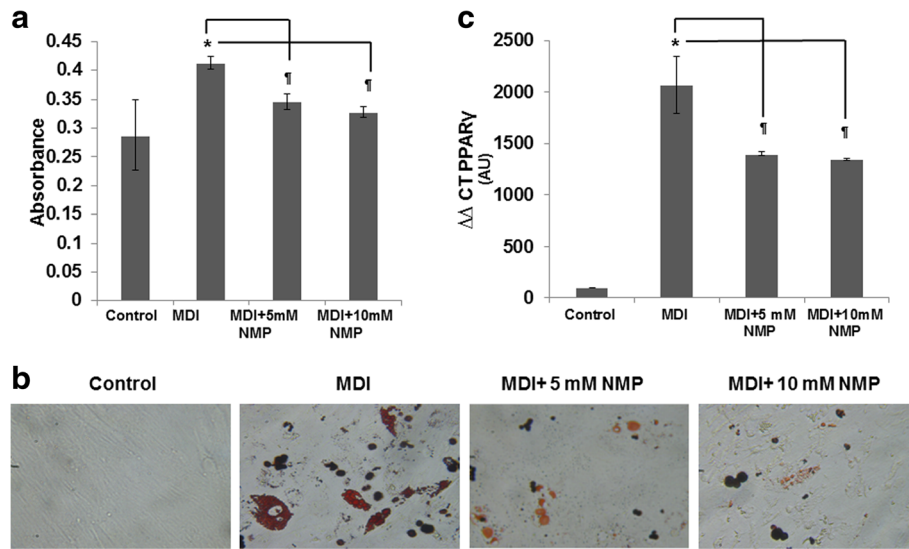 a
0.45
0.4
0.35
0.3
0.25
0.2
0.15
0.1
0.05
0
Absorbance
*
¶
¶
Control
MDI
MDI+5mM
NMP
MDI+10mM
NMP
c
2500
2000
1500
1000
500
0
ΔΔ CT PPARγ
(AU)
*
¶
¶
Control
MDI
MDI+5 mM
NMP
MDI+10mM
NMP
b
Control
MDI
MDI+ 5 mM NMP
MDI+ 10 mM NMP